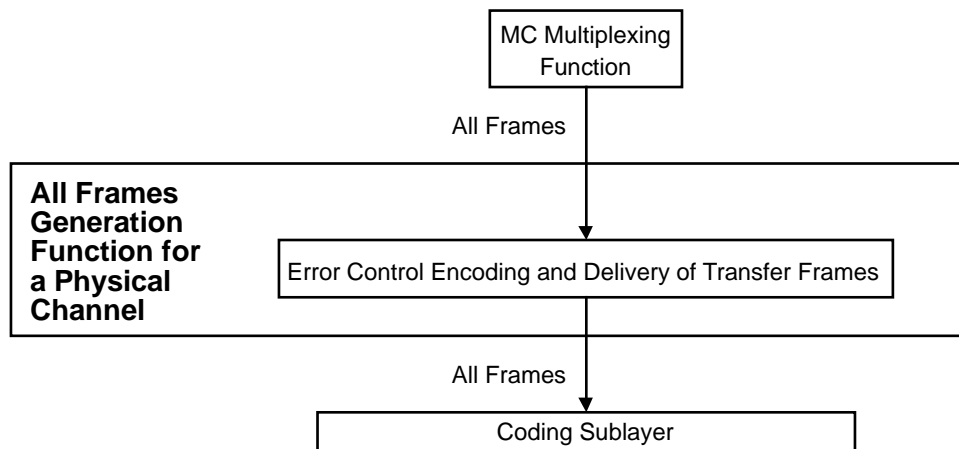 MC Multiplexing
Function
All Frames
All Frames
Generation
Function for
a Physical
Channel
Error Control Encoding and Delivery of Transfer Frames
All Frames
Coding Sublayer